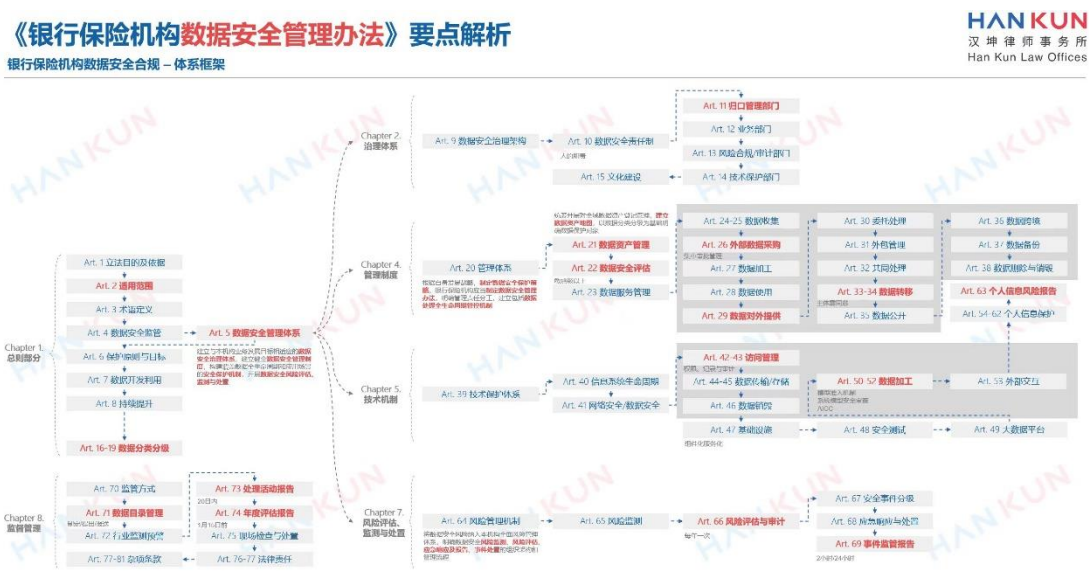 《银行保险机构数据安全管理办法》要点解析
银行保险机构数据安全合规 – 体系框架
HAN KUN
汉坤律师事务所
Han Kun Law Offices
Chapter 1.
总则部分
Art. 1 立法目的及依据
Art. 2 适用范围
Art. 3 术语定义
Art. 4 数据安全监管
Art. 5 数据安全管理体系
Art. 6 保护原则与目标
Art. 7 数据开发利用
Art. 8 持续提升
Art. 16-19 数据分类分级
Chapter 2.
治理体系
Art. 9 数据安全治理架构
Art. 10 数据安全责任制
Art. 11 归口管理部门
Art. 12 业务部门
Art. 13 风险合规/审计部门
Art. 14 技术保护部门
Art. 15 文化建设
Chapter 4.
管理制度
Art. 20 管理体系
Art. 21 数据资产管理
Art. 22 数据安全评估
Art. 23 数据服务管理
Art. 24-25 数据收集
Art. 26 外部数据采购
Art. 27 数据加工
Art. 28 数据使用
Art. 29 数据对外提供
Art. 30 委托处理
Art. 31 外包管理
Art. 32 共同处理
Art. 33-34 数据转移
Art. 35 数据公开
Art. 36 数据跨境
Art. 37 数据备份
Art. 38 数据删除与销毁
Art. 63 个人信息风险报告
Art. 54-62 个人信息保护
Chapter 5.
技术机制
Art. 39 技术保护体系
Art. 40 信息系统生命周期
Art. 41 网络安全/数据安全
Art. 42-43 访问管理
Art. 44-45 数据传输/存储
Art. 46 数据销毁
Art. 47 基础设施
Art. 48 安全测试
Art. 49 大数据平台
Art. 50-52 数据加工
Art. 53 外部交互
Chapter 7.
风险评估、
监测与处置
Art. 64 风险管理机制
Art. 65 风险监测
Art. 66 风险评估与审计
每年一次
Art. 67 安全事件分级
Art. 68 应急响应与处置
Art. 69 事件监管报告
2小时/24小时
Chapter 8.
监督管理
Art. 70 监管方式
Art. 71 数据目录管理
Art. 72 行业监测预警
Art. 73 处理活动报告
20日内
Art. 74 年度评估报告
1月15日前
Art. 75 现场检查与处置
Art. 76-77 法律责任
Art. 77-81 杂项条款